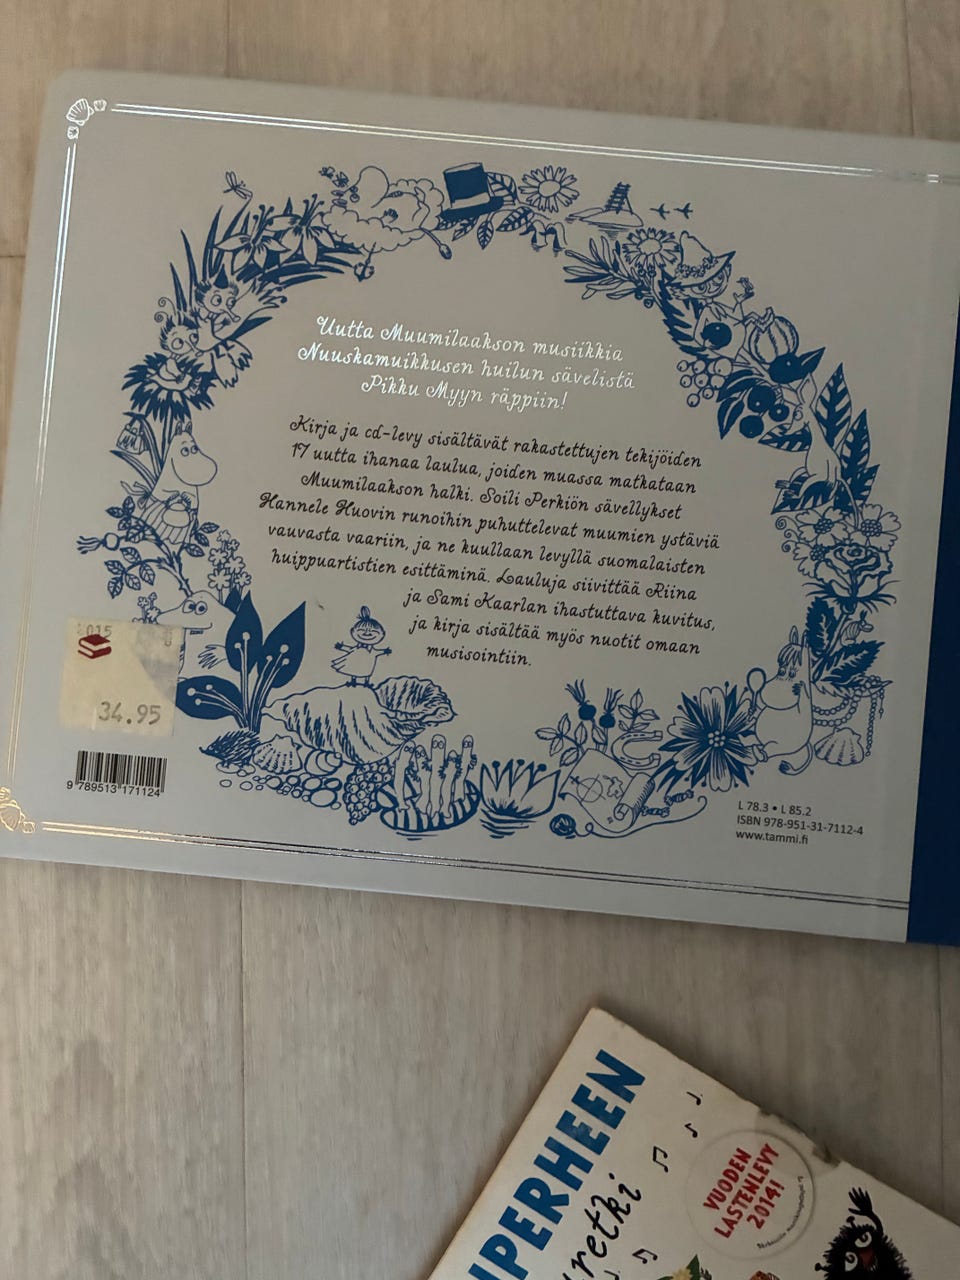 Uutta Muumilaakson musiikkia
Nuuskamuikkusen huilun sävelistä
Pikku Myyn räppiin!
Kirja ja cd-levy sisältävät rakastettujen tekijöiden
17 uutta ihanaa laulua, joiden muassa matkataan
Muumilaakson halki. Soili Perkiön sävellykset
Hannele Huovin runoihin puhuttelevat muumien ystäviä
vauvasta vaariin, ja ne kuullaan levyllä suomalaisten
huippuartistien esittäminä. Lauluja siivittää Riina
ja Sami Kaarlan ihastuttava kuvitus,
ja kirja sisältää myös nuotit omaan
musisointiin.
34.95
9 789513 171124
L 78.3 • L 85.2
ISBN 978-951-31-7112-4
www.tammi.fi
VUODEN
LASTENLEVY
2014!